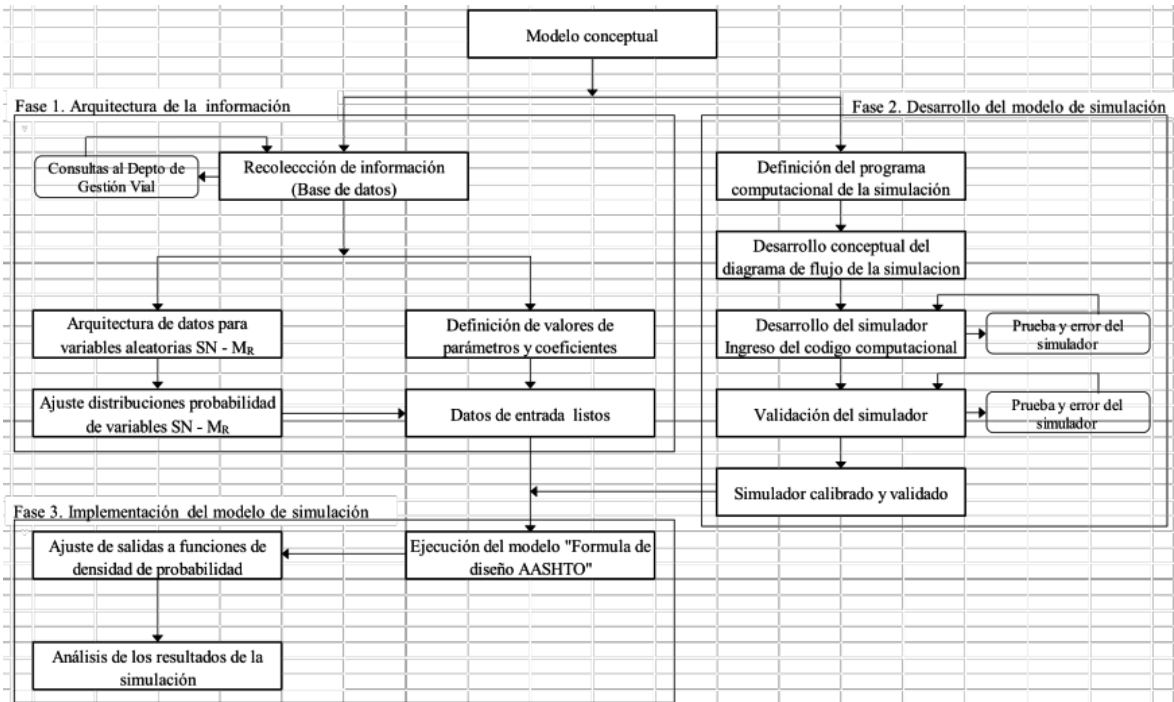 Modelo conceptual
Fase 1. Arquitectura de la información
Consultas al Depto de
Gestión Vial
Recoleccción de información
(Base de datos)
Arquitectura de datos para
variables aleatorias SN - MR
Definición de valores de
parámetros y coeficientes
Ajuste distribuciones probabilidad
de variables SN - MR
Datos de entrada listos
Fase 2. Desarrollo del modelo de simulación
Definición del programa
computacional de la simulación
Desarrollo conceptual del
diagrama de flujo de la simulacion
Desarrollo del simulador
Ingreso del codigo computacional
Prueba y error del
simulador
Validación del simulador
Prueba y error del
simulador
Simulador calibrado y validado
Fase 3. Implementación del modelo de simulación
Ajuste de salidas a funciones de
densidad de probabilidad
Ejecución del modelo "Formula de
diseño AASHTO"
Análisis de los resultados de la
simulación